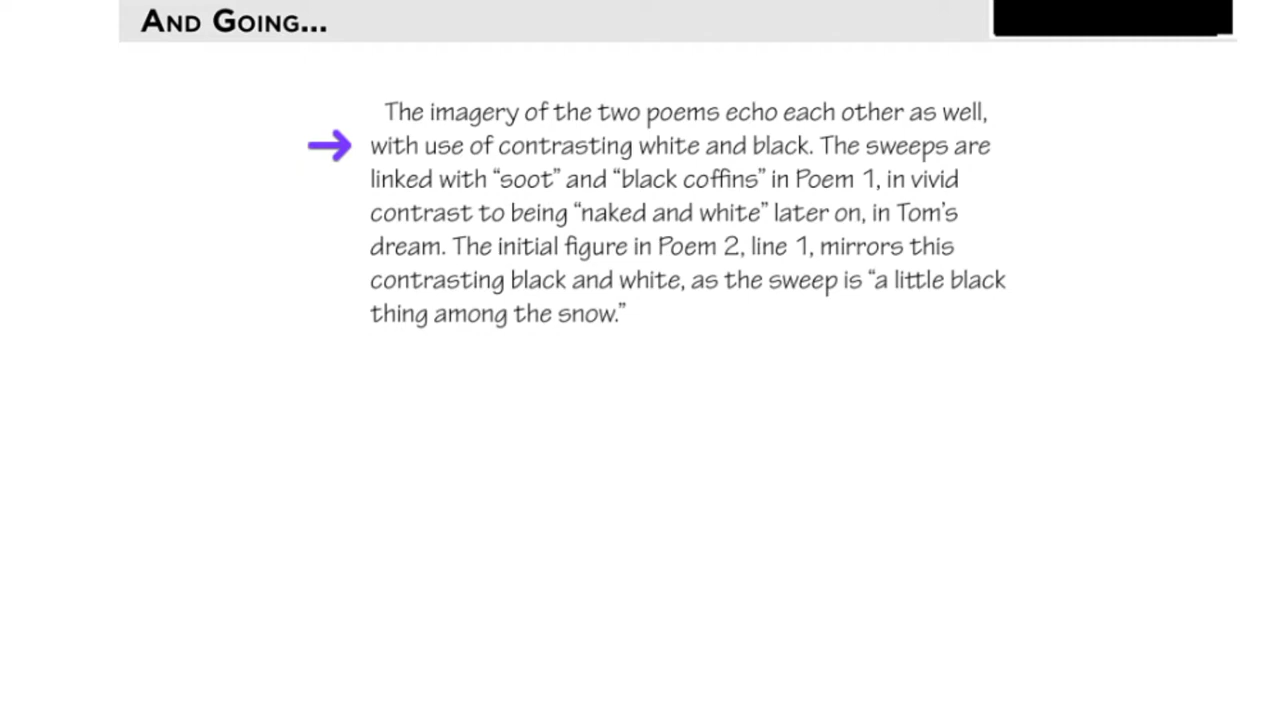 AND GOING...
The imagery of the two poems echo each other as well,
with use of contrasting white and black. The sweeps are
linked with “soot” and “black coffins” in Poem 1, in vivid
contrast to being “naked and white” later on, in Tom’s
dream. The initial figure in Poem 2, line 1, mirrors this
contrasting black and white, as the sweep is “a little black
thing among the snow.”